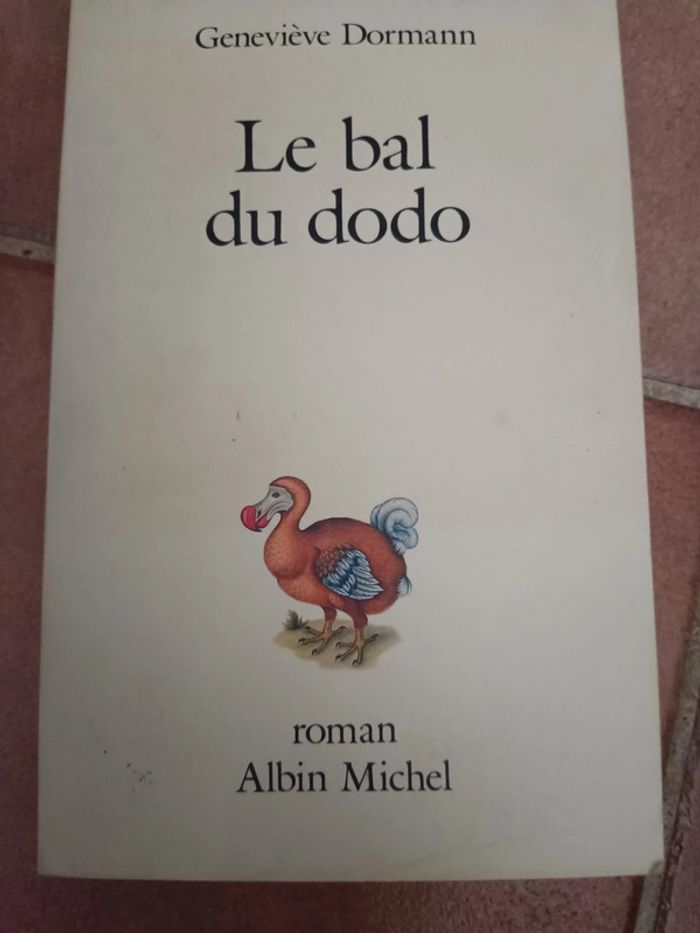 Geneviève Dormann
Le bal
du dodo
roman
Albin Michel